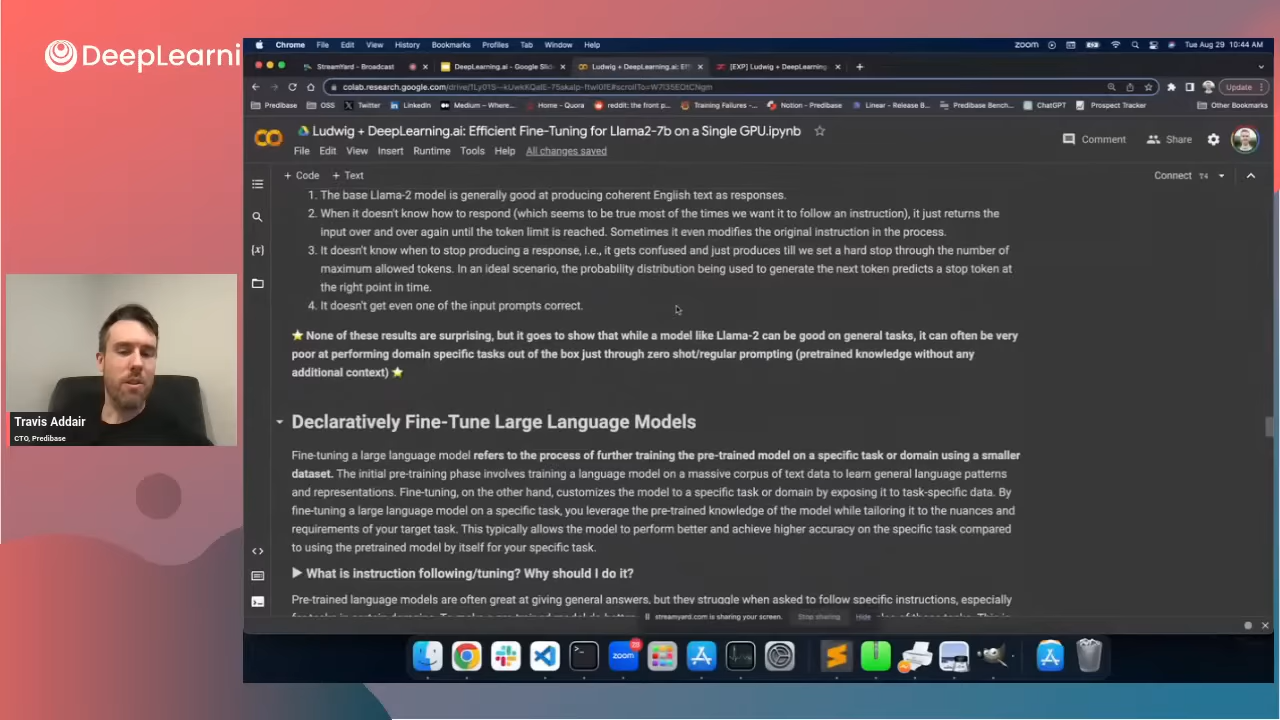 DeepLearni
Chrome File Edit View History Bookmarks Profiles Tab Window Help
zoom
Tue Aug 29 10:44 AM
StreamYard - Broadcast
DeepLearning.ai - Google Slid
Ludwig + DeepLearning.ai: Ef
[EXP] Ludwig + DeepLearning.
Update
Predibase OSS Twitter LinkedIn Medium – Where... Home - Quora reddit: the front p... Training Failures -... Notion – Predibase Linear - Release B... Predibase Bench... ChatGPT Prospect Tracker Other Bookmarks
Ludwig + DeepLearning.ai: Efficient Fine-Tuning for Llama2-7b on a Single GPU.ipynb
File Edit View Insert Runtime Tools Help All changes saved
Comment Share
+ Code + Text
Connect T4
1. The base Llama-2 model is generally good at producing coherent English text as responses.
2. When it doesn't know how to respond (which seems to be true most of the times we want it to follow an instruction), it just returns the
input over and over again until the token limit is reached. Sometimes it even modifies the original instruction in the process.
3. It doesn't know when to stop producing a response, i.e., it gets confused and just produces till we set a hard stop through the number of
maximum allowed tokens. In an ideal scenario, the probability distribution being used to generate the next token predicts a stop token at
the right point in time.
4. It doesn't get even one of the input prompts correct.
None of these results are surprising, but it goes to show that while a model like Llama-2 can be good on general tasks, it can often be very
poor at performing domain specific tasks out of the box just through zero shot/regular prompting (pretrained knowledge without any
additional context)
Declaratively Fine-Tune Large Language Models
Fine-tuning a large language model refers to the process of further training the pre-trained model on a specific task or domain using a smaller
dataset. The initial pre-training phase involves training a language model on a massive corpus of text data to learn general language patterns
and representations. Fine-tuning, on the other hand, customizes the model to a specific task or domain by exposing it to task-specific data. By
fine-tuning a large language model on a specific task, you leverage the pre-trained knowledge of the model while tailoring it to the nuances and
requirements of your target task. This typically allows the model to perform better and achieve higher accuracy on the specific task compared
to using the pretrained model by itself for your specific task.
What is instruction following/tuning? Why should I do it?
Pre-trained language models are often great at giving general answers, but they struggle when asked to follow specific instructions, especially
streamyard.com is sharing your screen. Stop sharing Hide
Travis Addair
CTO, Predibase
zoom